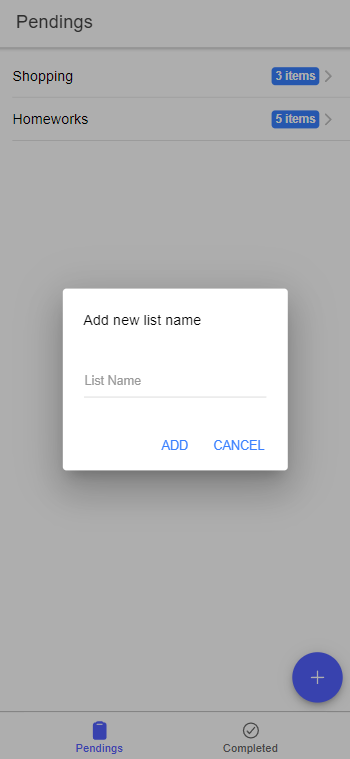 Pendings
Shopping 3 items
Homeworks 5 items
Add new list name
List Name
ADD CANCEL
Pendings Completed